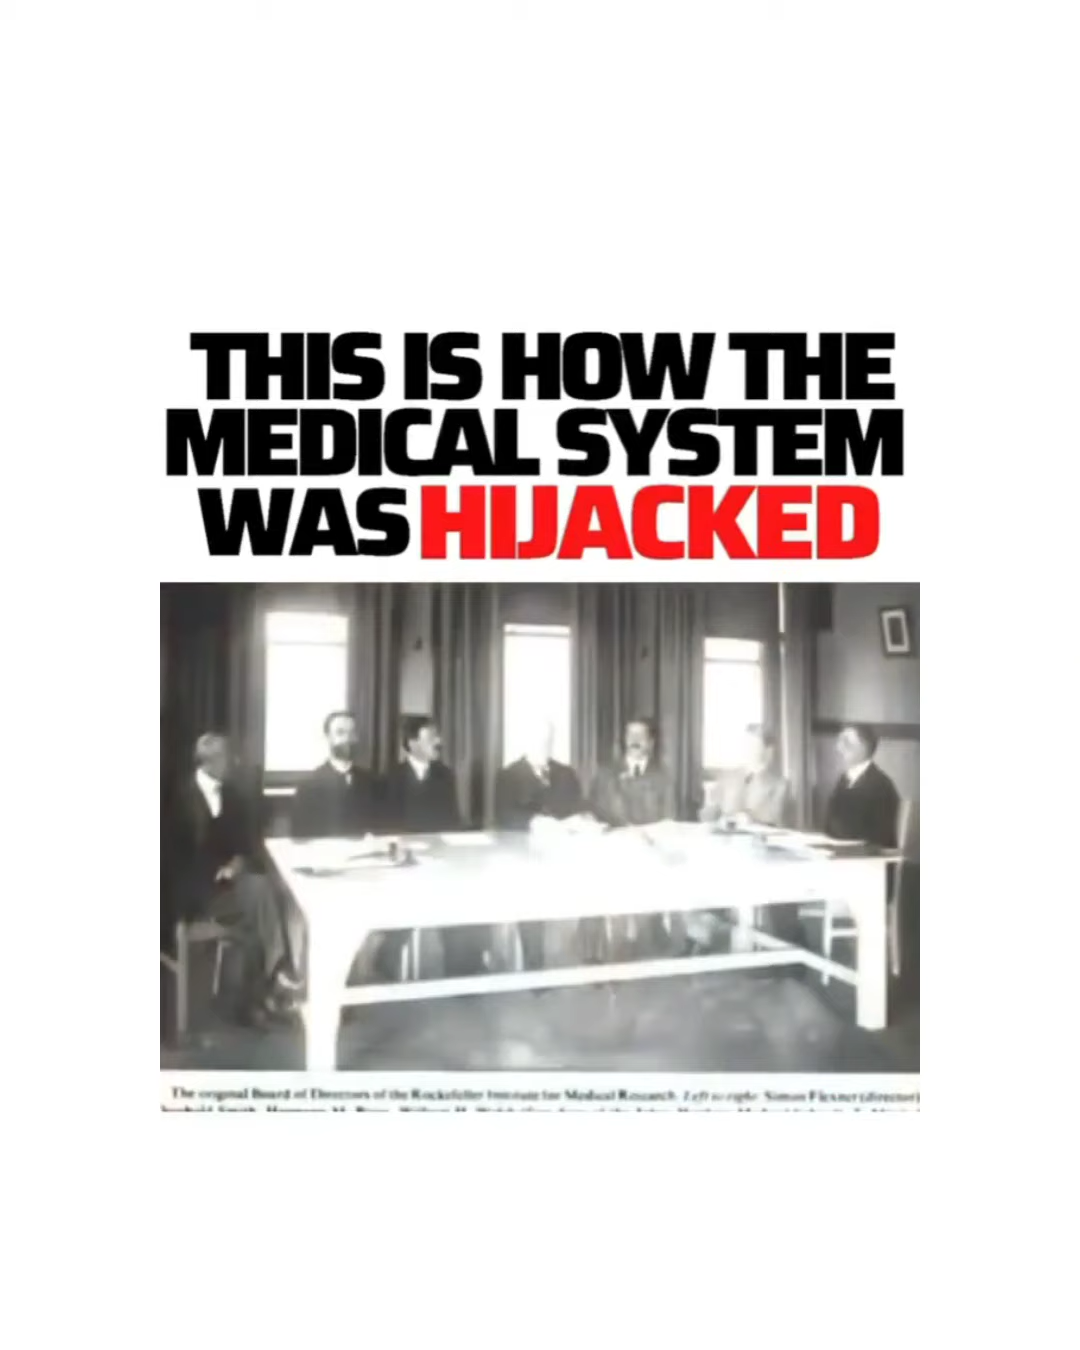 THIS IS HOW THE
MEDICAL SYSTEM
WAS HIJACKED
The original Board of Directors of the Rockefeller Institute for Medical Research. Left to right: Simon Flexner (director)